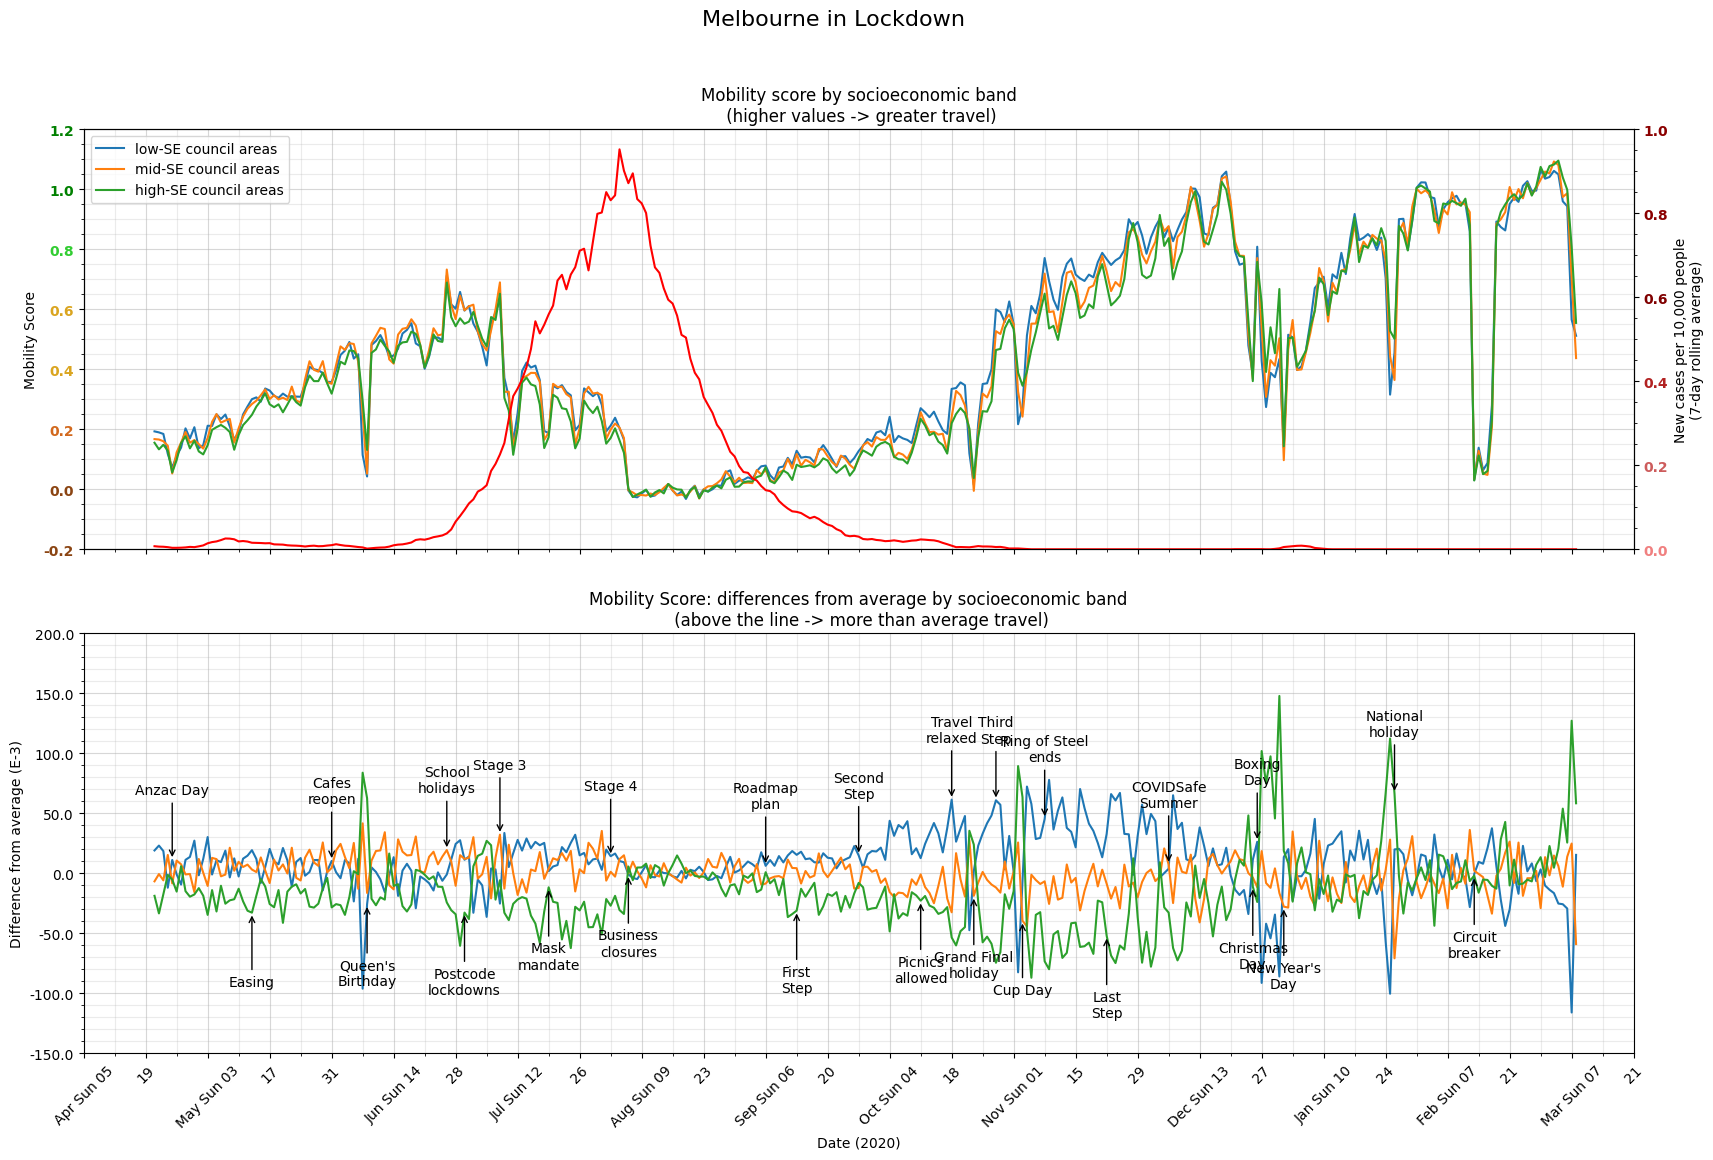 Melbourne in Lockdown
Mobility score by socioeconomic band
(higher values -> greater travel)
low-SE council areas
mid-SE council areas
high-SE council areas
1.2
1.0
0.8
0.6
0.4
0.2
0.0
-0.2
Mobility Score
1.0
0.8
0.6
0.4
0.2
0.0
New cases per 10,000 people
(7-day rolling average)
Mobility Score: differences from average by socioeconomic band
(above the line -> more than average travel)
200.0
150.0
100.0
50.0
0.0
-50.0
-100.0
-150.0
Difference from average (E-3)
Anzac Day
Easing
Cafes
reopen
Queen's
Birthday
School
holidays
Postcode
lockdowns
Stage 3
Mask
mandate
Stage 4
Business
closures
Roadmap
plan
First
Step
Second
Step
Picnics
allowed
Travel
relaxed
Grand Final
holiday
Third
Step
Cup Day
Ring of Steel
ends
Last
Step
COVIDSafe
Summer
Christmas
Day
Boxing
Day
New Year's
Day
National
holiday
Circuit
breaker
Apr Sun 05
19
May Sun 03
17
31
Jun Sun 14
28
Jul Sun 12
26
Aug Sun 09
23
Sep Sun 06
20
Oct Sun 04
18
Nov Sun 01
15
29
Dec Sun 13
27
Jan Sun 10
24
Feb Sun 07
21
Mar Sun 07
21
Date (2020)